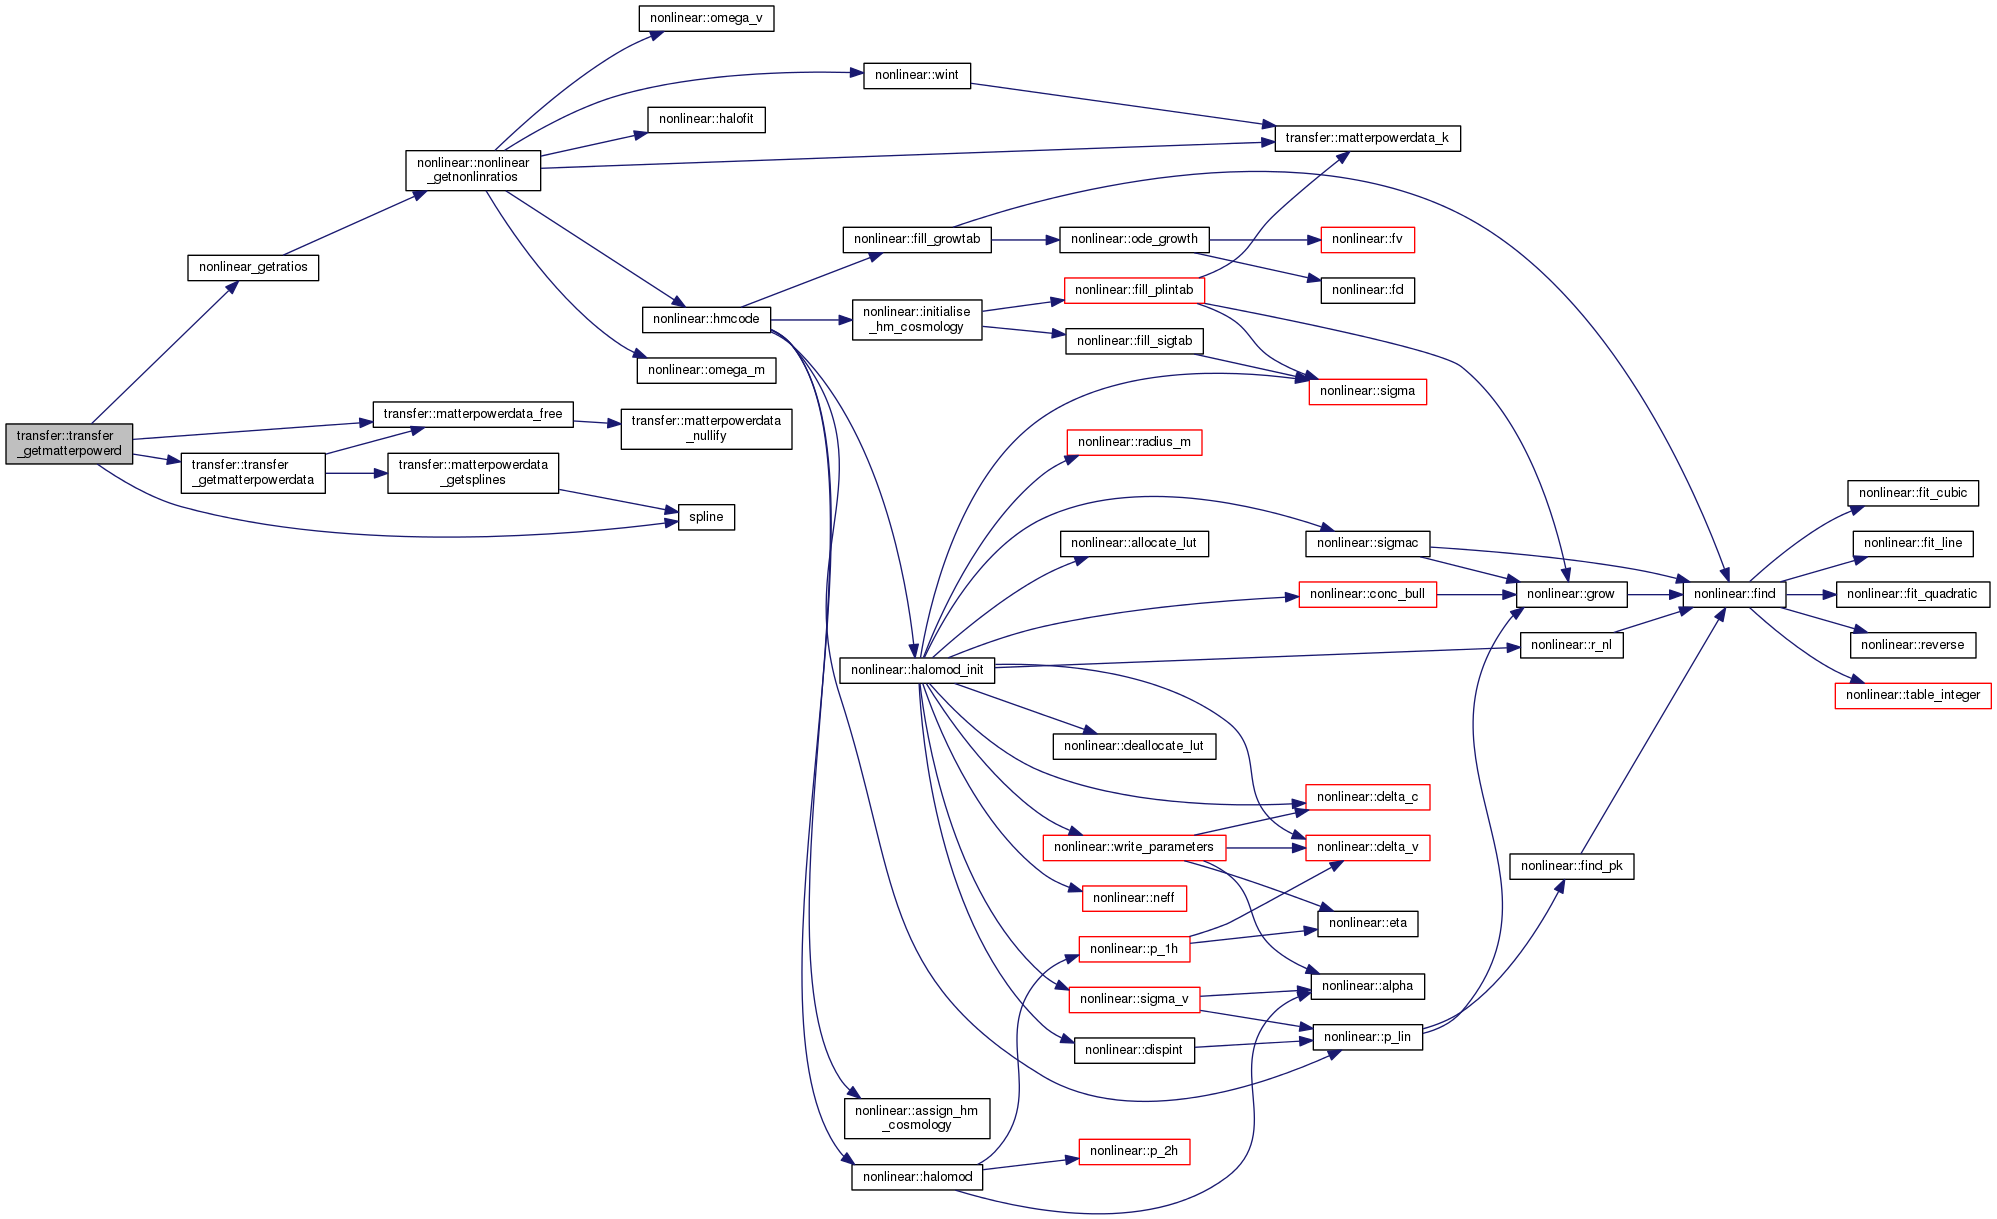 nonlinear::omega_v
nonlinear::wint
nonlinear::halofit
transfer::matterpowerdata_k
nonlinear::nonlinear
_getnonlinratios
nonlinear::fill_growtab
nonlinear::ode_growth
nonlinear::fv
nonlinear_getratios
nonlinear::fill_plintab
nonlinear::fd
nonlinear::hmcode
nonlinear::initialise
_hm_cosmology
nonlinear::fill_sigtab
nonlinear::omega_m
nonlinear::sigma
transfer::matterpowerdata_free
transfer::matterpowerdata
_nullify
transfer::transfer
_getmatterpowerd
nonlinear::radius_m
transfer::transfer
_getmatterpowerdata
transfer::matterpowerdata
_getsplines
nonlinear::fit_cubic
spline
nonlinear::allocate_lut
nonlinear::sigmac
nonlinear::fit_line
nonlinear::conc_bull
nonlinear::grow
nonlinear::find
nonlinear::fit_quadratic
nonlinear::r_nl
nonlinear::reverse
nonlinear::halomod_init
nonlinear::table_integer
nonlinear::deallocate_lut
nonlinear::delta_c
nonlinear::write_parameters
nonlinear::delta_v
nonlinear::find_pk
nonlinear::neff
nonlinear::eta
nonlinear::p_1h
nonlinear::alpha
nonlinear::sigma_v
nonlinear::p_lin
nonlinear::dispint
nonlinear::assign_hm
_cosmology
nonlinear::p_2h
nonlinear::halomod